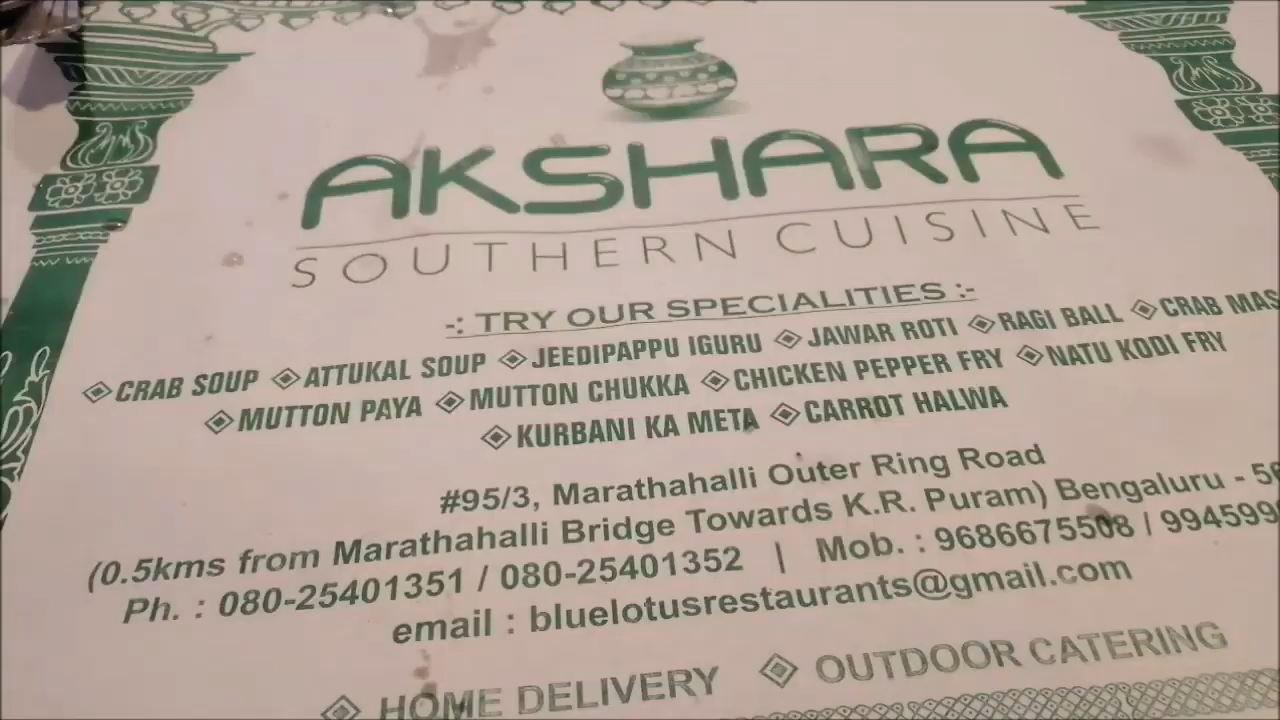 AKSHARA
SOUTHERN CUISINE
-: TRY OUR SPECIALITIES :-
CRAB SOUP ATTUKAL SOUP JEEDIPAPPU IGURU JAWAR ROTI RAGI BALL CRAB MAS
MUTTON PAYA MUTTON CHUKKA CHICKEN PEPPER FRY NATU KODI FRY
KURBANI KA META CARROT HALWA
#95/3, Marathahalli Outer Ring Road
(0.5kms from Marathahalli Bridge Towards K.R. Puram) Bengaluru - 56
Ph. : 080-25401351 / 080-25401352 | Mob. : 9686675508 / 994599
email : bluelotusrestaurants@gmail.com
HOME DELIVERY OUTDOOR CATERING